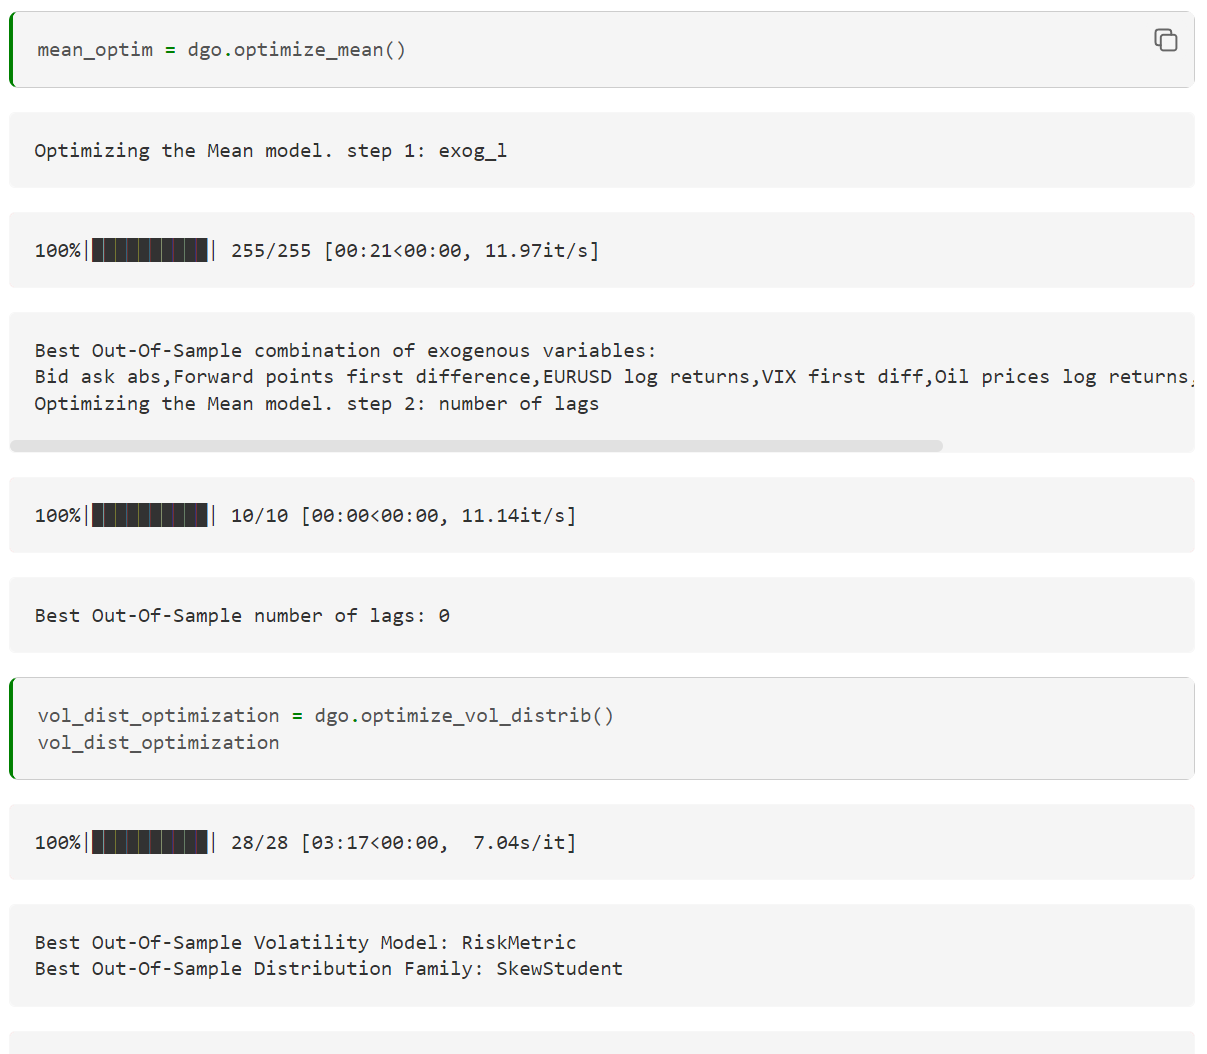 mean_optim = dgo.optimize_mean()
Optimizing the Mean model. step 1: exog_l
100%|██████████| 255/255 [00:21<00:00, 11.97it/s]
Best Out-Of-Sample combination of exogenous variables:
Bid ask abs,Forward points first difference,EURUSD log returns,VIX first diff,Oil prices log returns,
Optimizing the Mean model. step 2: number of lags
100%|██████████| 10/10 [00:00<00:00, 11.14it/s]
Best Out-Of-Sample number of lags: 0
vol_dist_optimization = dgo.optimize_vol_distrib()
vol_dist_optimization
100%|██████████| 28/28 [03:17<00:00,  7.04s/it]
Best Out-Of-Sample Volatility Model: RiskMetric
Best Out-Of-Sample Distribution Family: SkewStudent